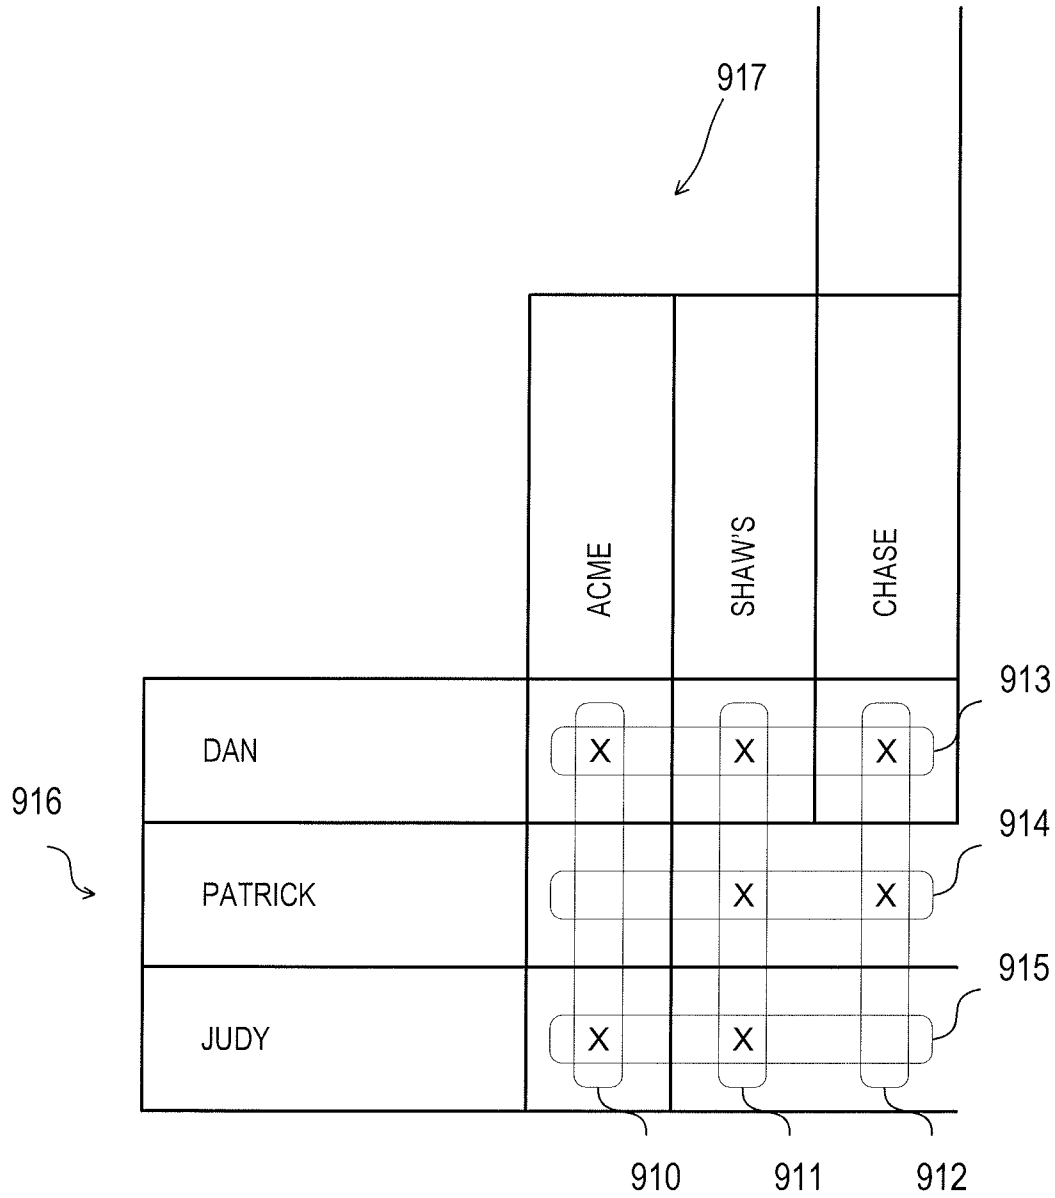 917
ACME
SHAW'S
CHASE
913
DAN
X X X
916
914
PATRICK
X X
915
JUDY
X X
910 911 912